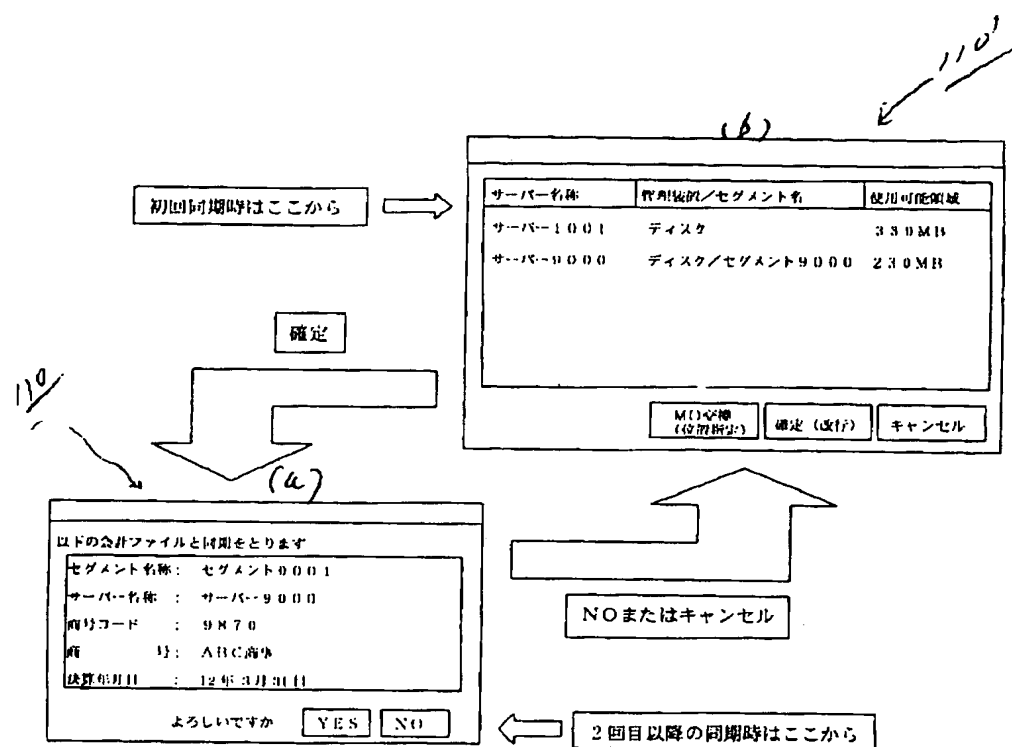 110'
(b)
サーバー名称 管理装置/セグメント名 使用可能領域
初回同期時はここから
サーバー1001 ディスク 330MB
サーバー9000 ディスク/セグメント9000 230MB
確定
MO交換
(位置指定)
確定(改行)
キャンセル
110
(a)
以下の会計ファイルと同期をとります
セグメント名称: セグメント0001
サーバー名称 : サーバー9000
商号コード : 9870
商 号: ABC商事
決算年月日 : 12年3月31日
よろしいですか YES NO
NOまたはキャンセル
2回目以降の同期時はここから